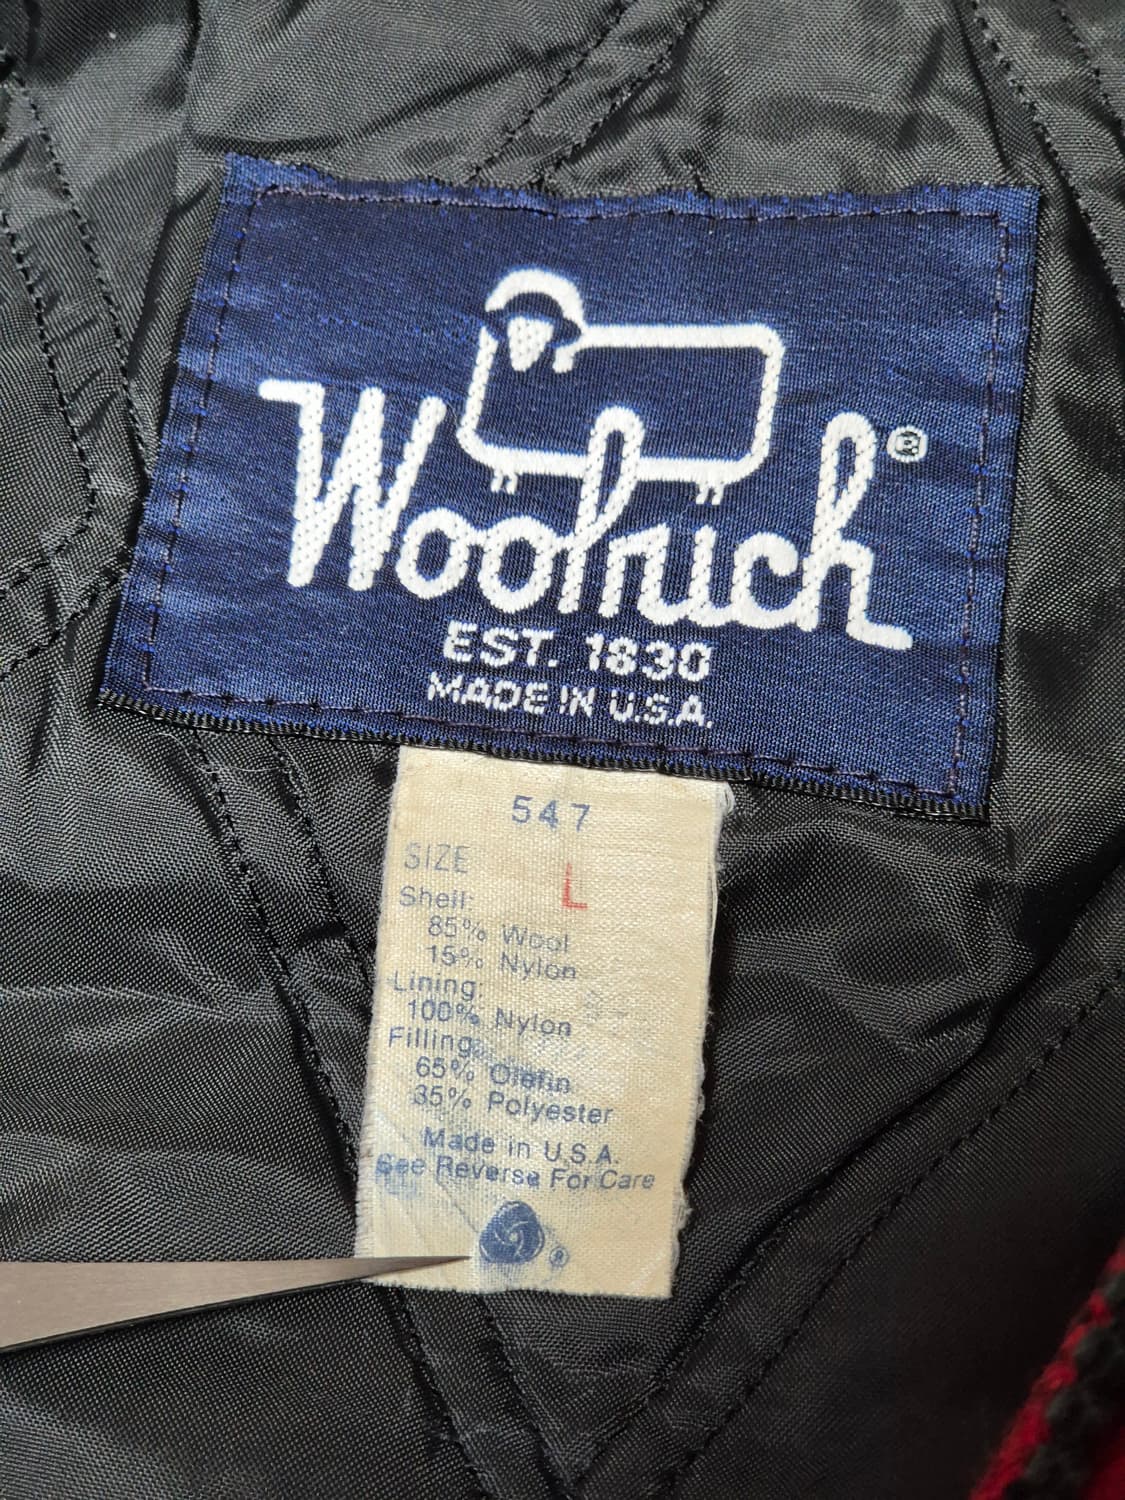 Woolrich®
EST. 1830
MADE IN U.S.A.
547
SIZE L
Shell:
85% Wool
15% Nylon
Lining:
100% Nylon
Filling:
65% Olefin
35% Polyester
Made in U.S.A.
See Reverse For Care
®